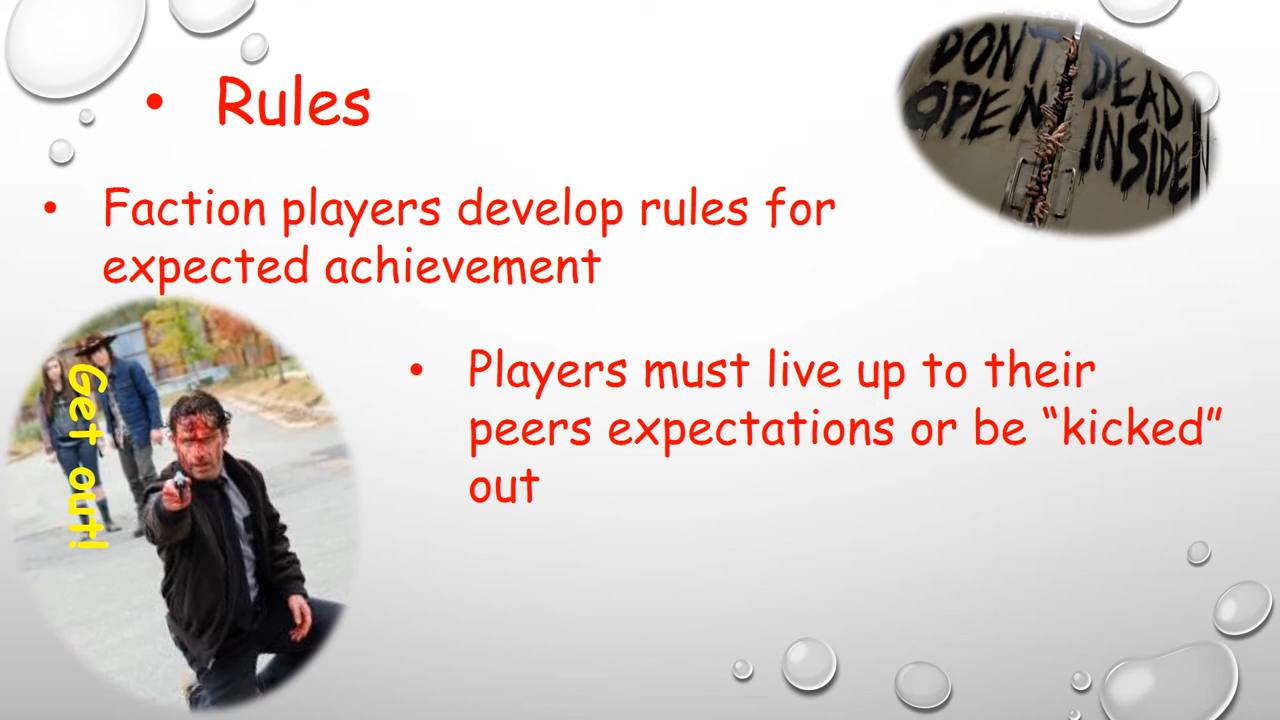 • Rules
DONT DEAD
OPEN INSIDE
• Faction players develop rules for
expected achievement
Get out!
• Players must live up to their
peers expectations or be “kicked”
out